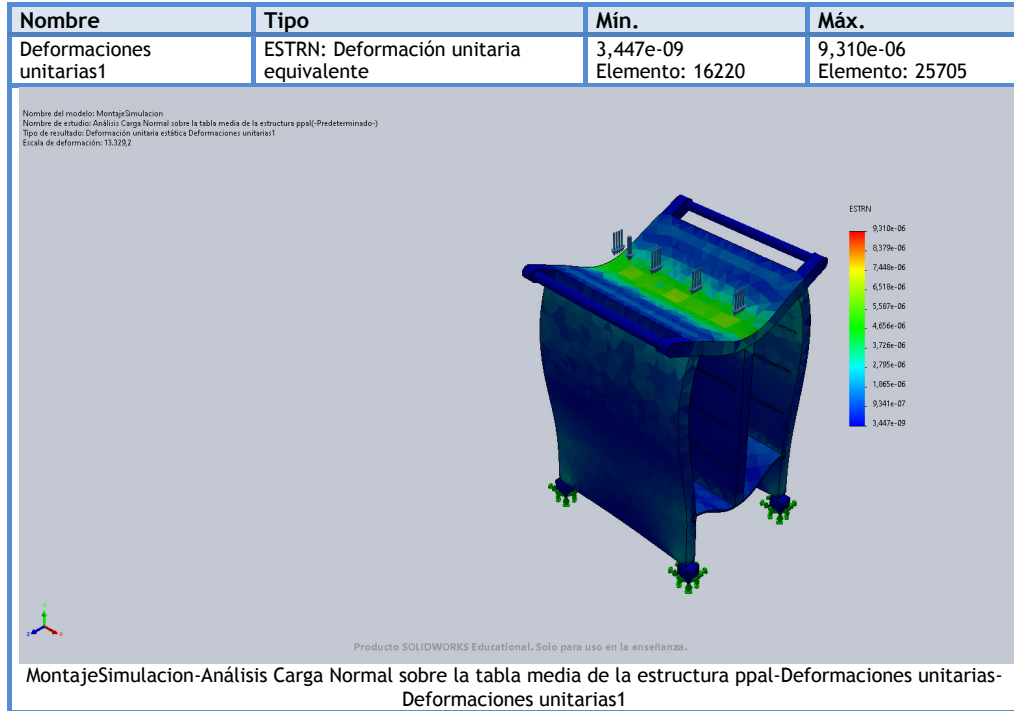 Nombre Tipo Mín. Máx.
Deformaciones unitarias1 ESTRN: Deformación unitaria equivalente 3,447e-09 Elemento: 16220 9,310e-06 Elemento: 25705
Nombre del modelo: MontajeSimulacion
Nombre de estudio: Análisis Carga Normal sobre la tabla media de la estructura ppal(-Predeterminado-)
Tipo de resultado: Deformación unitaria estática Deformaciones unitarias1
Escala de deformación: 13.329,2
ESTRN
9,310e-06
8,379e-06
7,448e-06
6,518e-06
5,587e-06
4,656e-06
3,726e-06
2,795e-06
1,865e-06
9,341e-07
3,447e-09
Y
Z X
Producto SOLIDWORKS Educational. Solo para uso en la enseñanza.
MontajeSimulacion-Análisis Carga Normal sobre la tabla media de la estructura ppal-Deformaciones unitarias-
Deformaciones unitarias1